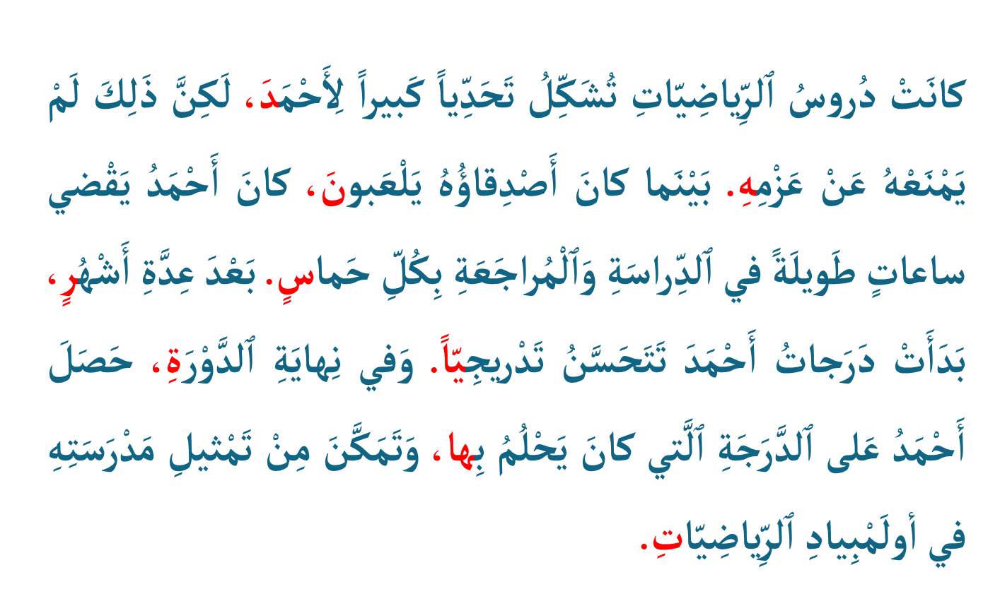 كانَتْ دُروسُ ٱلرِّياضِيّاتِ تُشَكِّلُ تَحَدِّياً كَبيراً لِأَحْمَدَ، لَكِنَّ ذَلِكَ لَمْ
يَمْنَعْهُ عَنْ عَزْمِهِ. بَيْنَما كانَ أَصْدِقاؤُهُ يَلْعَبونَ، كانَ أَحْمَدُ يَقْضي
ساعاتٍ طَويلَةً في ٱلدِّراسَةِ وَٱلْمُراجَعَةِ بِكُلِّ حَماسٍ. بَعْدَ عِدَّةِ أَشْهُرٍ،
بَدَأَتْ دَرَجاتُ أَحْمَدَ تَتَحَسَّنُ تَدْريجِيّاً. وَفي نِهايَةِ ٱلدَّوْرَةِ، حَصَلَ
أَحْمَدُ عَلى ٱلدَّرَجَةِ ٱلَّتي كانَ يَحْلُمُ بِها، وَتَمَكَّنَ مِنْ تَمْثيلِ مَدْرَسَتِهِ
في أولَمْبِيادِ ٱلرِّياضِيّاتِ.